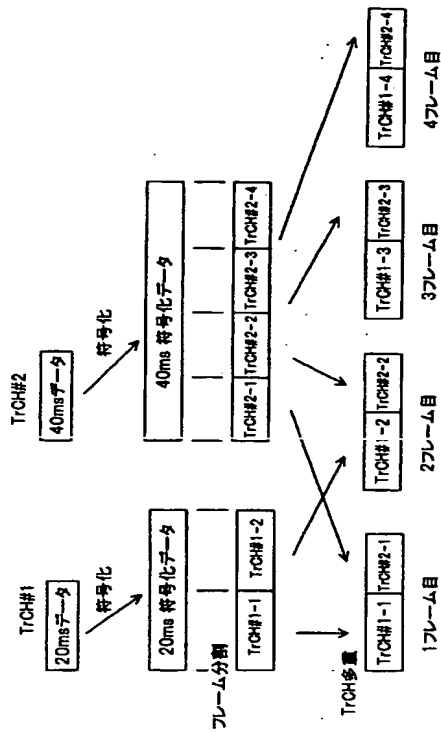 TrCH#1
TrCH#2
20msデータ
40msデータ
符号化
符号化
20ms 符号化データ
40ms 符号化データ
フレーム分割
TrCH#1-1
TrCH#1-2
TrCH#2-1
TrCH#2-2
TrCH#2-3
TrCH#2-4
TrCH多重
TrCH#1-1
TrCH#2-1
TrCH#1-2
TrCH#2-2
TrCH#1-3
TrCH#2-3
TrCH#1-4
TrCH#2-4
1フレーム目
2フレーム目
3フレーム目
4フレーム目